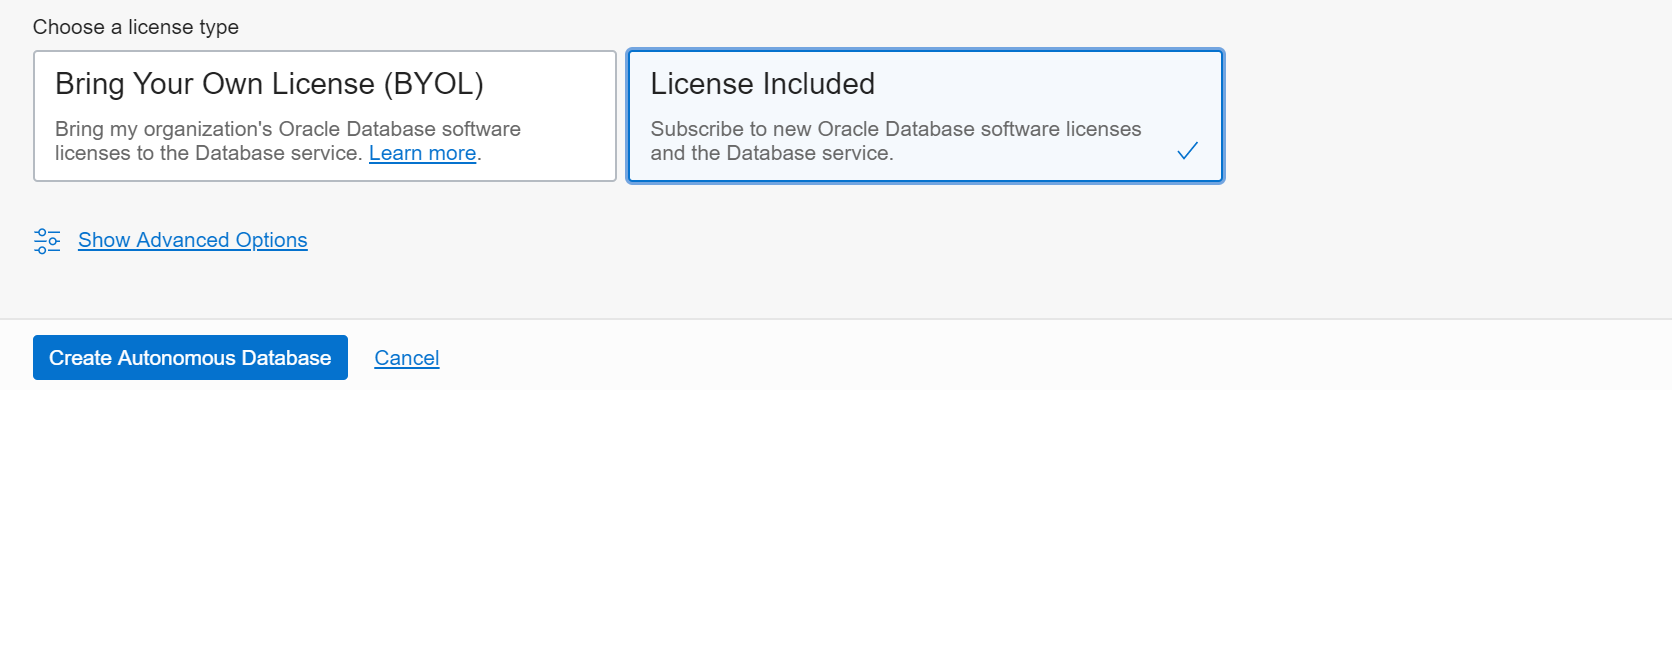 Choose a license type
Bring Your Own License (BYOL)
Bring my organization's Oracle Database software
licenses to the Database service. Learn more.
License Included
Subscribe to new Oracle Database software licenses
and the Database service.
Show Advanced Options
Create Autonomous Database
Cancel